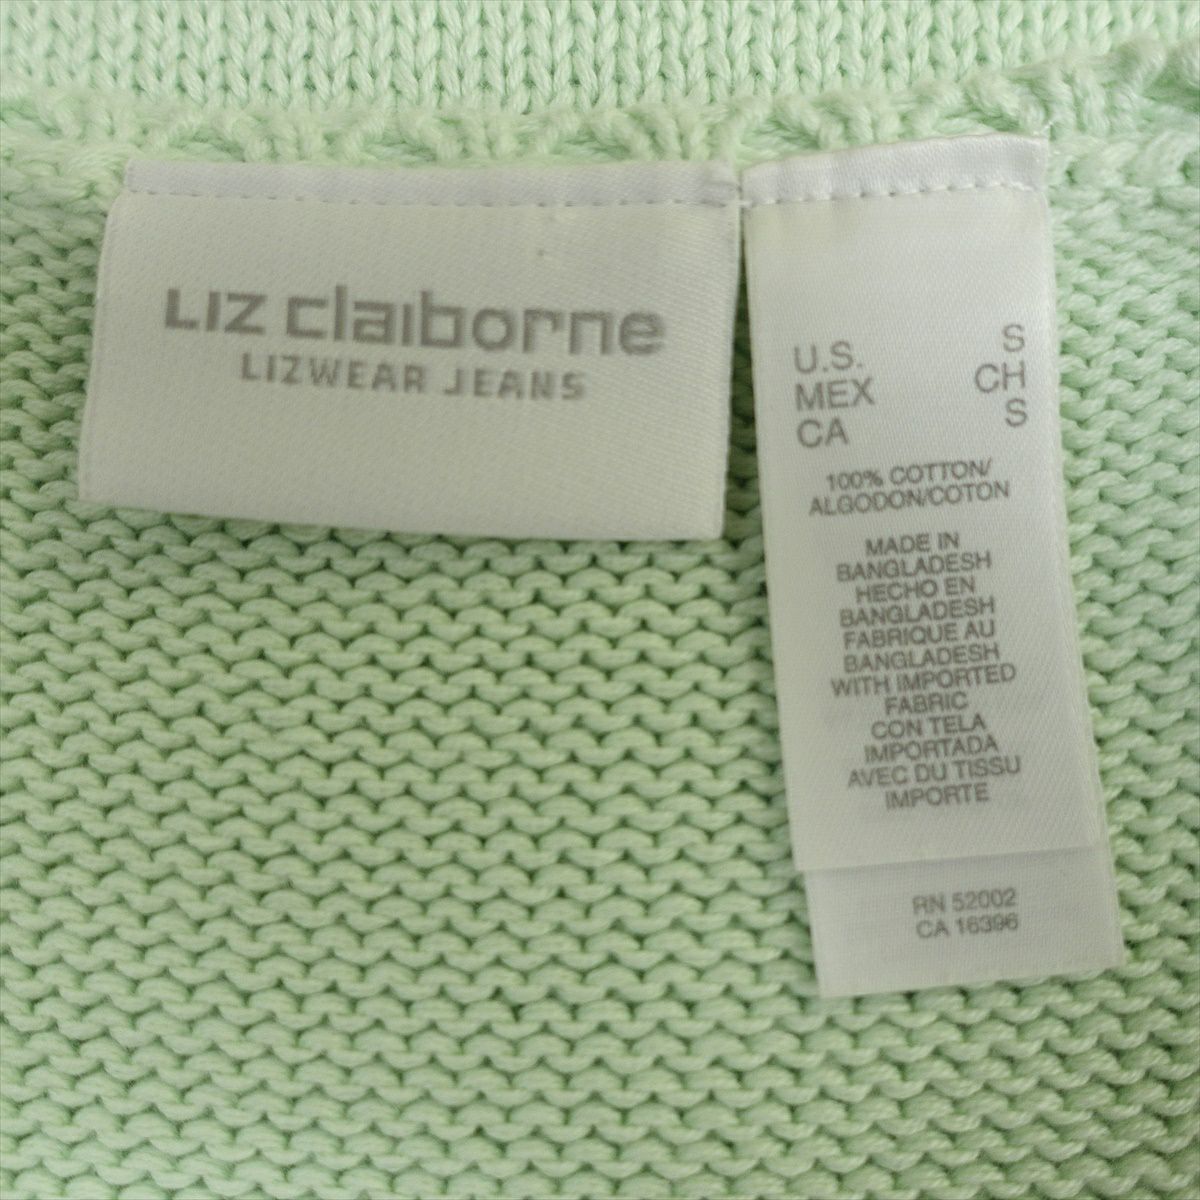 LIZ claiborne
LIZWEAR JEANS
U.S. S
MEX CH
CA S
100% COTTON/
ALGODON/COTON
MADE IN
BANGLADESH
HECHO EN
BANGLADESH
FABRIQUE AU
BANGLADESH
WITH IMPORTED
FABRIC
CON TELA
IMPORTADA
AVEC DU TISSU
IMPORTE
RN 52002
CA 16396